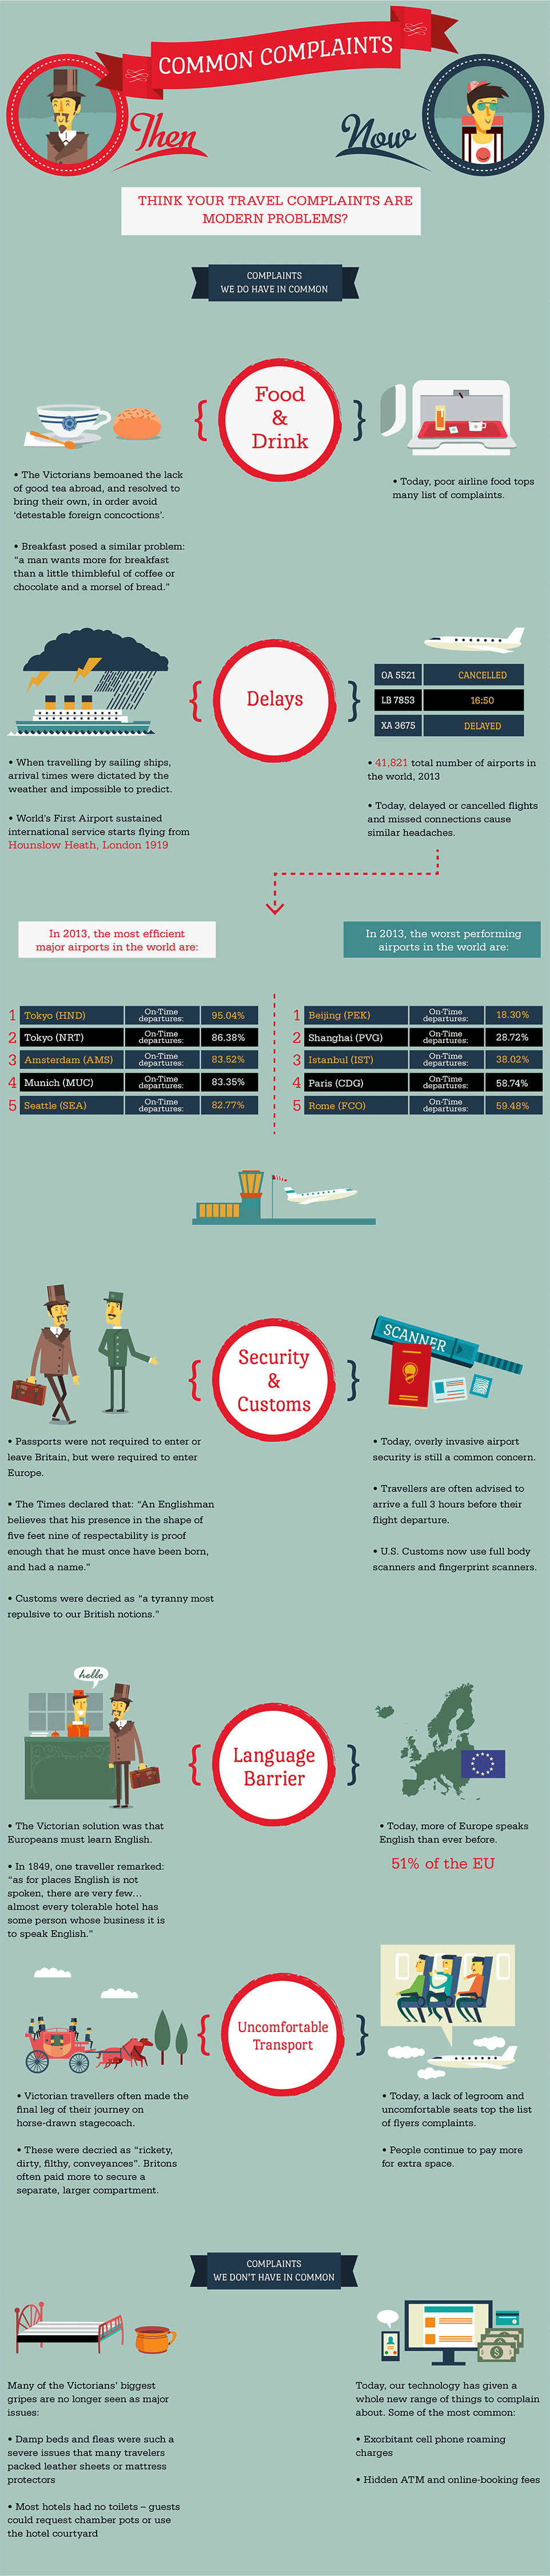 COMMON COMPLAINTS
Then
Now
THINK YOUR TRAVEL COMPLAINTS ARE
MODERN PROBLEMS?
COMPLAINTS
WE DO HAVE IN COMMON
Food
&
Drink
• The Victorians bemoaned the lack
of good tea abroad, and resolved to
bring their own, in order avoid
‘detestable foreign concoctions’.
• Breakfast posed a similar problem:
“a man wants more for breakfast
than a little thimbleful of coffee or
chocolate and a morsel of bread.”
• Today, poor airline food tops
many list of complaints.
Delays
OA 5521 CANCELLED
LB 7853 16:50
XA 3675 DELAYED
• When travelling by sailing ships,
arrival times were dictated by the
weather and impossible to predict.
• World's First Airport sustained
international service starts flying from
Hounslow Heath, London 1919
• 41,821 total number of airports in
the world, 2013
• Today, delayed or cancelled flights
and missed connections cause
similar headaches.
In 2013, the most efficient
major airports in the world are:
In 2013, the worst performing
airports in the world are:
1 Tokyo (HND) On-Time departures: 95.04%
2 Tokyo (NRT) On-Time departures: 86.38%
3 Amsterdam (AMS) On-Time departures: 83.52%
4 Munich (MUC) On-Time departures: 83.35%
5 Seattle (SEA) On-Time departures: 82.77%
1 Beijing (PEK) On-Time departures: 18.30%
2 Shanghai (PVG) On-Time departures: 28.72%
3 Istanbul (IST) On-Time departures: 38.02%
4 Paris (CDG) On-Time departures: 58.74%
5 Rome (FCO) On-Time departures: 59.48%
Security
&
Customs
SCANNER
• Passports were not required to enter or
leave Britain, but were required to enter
Europe.
• The Times declared that: “An Englishman
believes that his presence in the shape of
five feet nine of respectability is proof
enough that he must once have been born,
and had a name.”
• Customs were decried as “a tyranny most
repulsive to our British notions.”
• Today, overly invasive airport
security is still a common concern.
• Travellers are often advised to
arrive a full 3 hours before their
flight departure.
• U.S. Customs now use full body
scanners and fingerprint scanners.
hello
Language
Barrier
• The Victorian solution was that
Europeans must learn English.
• In 1849, one traveller remarked:
“as for places English is not
spoken, there are very few...
almost every tolerable hotel has
some person whose business it is
to speak English.”
• Today, more of Europe speaks
English than ever before.
51% of the EU
Uncomfortable
Transport
• Victorian travellers often made the
final leg of their journey on
horse-drawn stagecoach.
• These were decried as “rickety,
dirty, filthy, conveyances”. Britons
often paid more to secure a
separate, larger compartment.
• Today, a lack of legroom and
uncomfortable seats top the list
of flyers complaints.
• People continue to pay more
for extra space.
COMPLAINTS
WE DON'T HAVE IN COMMON
Many of the Victorians' biggest
gripes are no longer seen as major
issues:
• Damp beds and fleas were such a
severe issues that many travelers
packed leather sheets or mattress
protectors
• Most hotels had no toilets – guests
could request chamber pots or use
the hotel courtyard
Today, our technology has given a
whole new range of things to complain
about. Some of the most common:
• Exorbitant cell phone roaming
charges
• Hidden ATM and online-booking fees